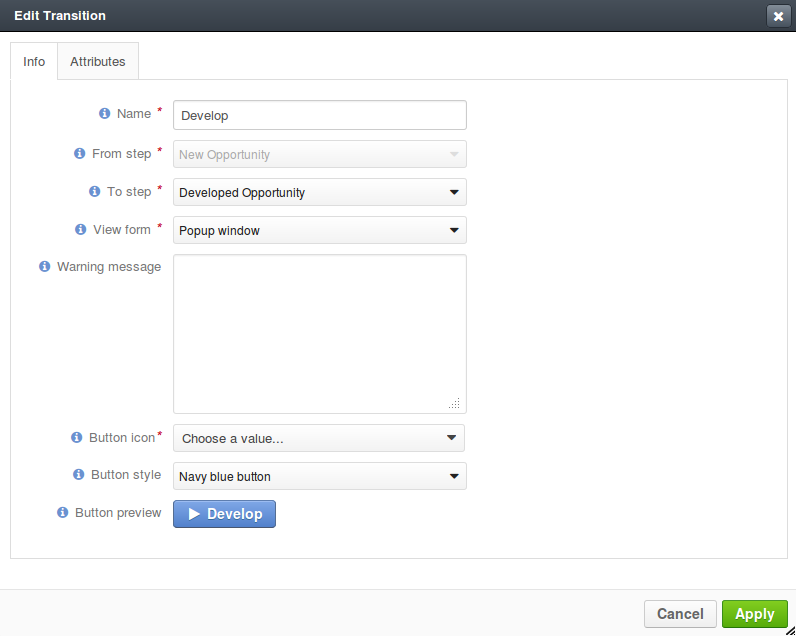 Edit Transition
Info Attributes
Name * Develop
From step * New Opportunity
To step * Developed Opportunity
View form * Popup window
Warning message
Button icon* Choose a value...
Button style Navy blue button
Button preview Develop
Cancel Apply